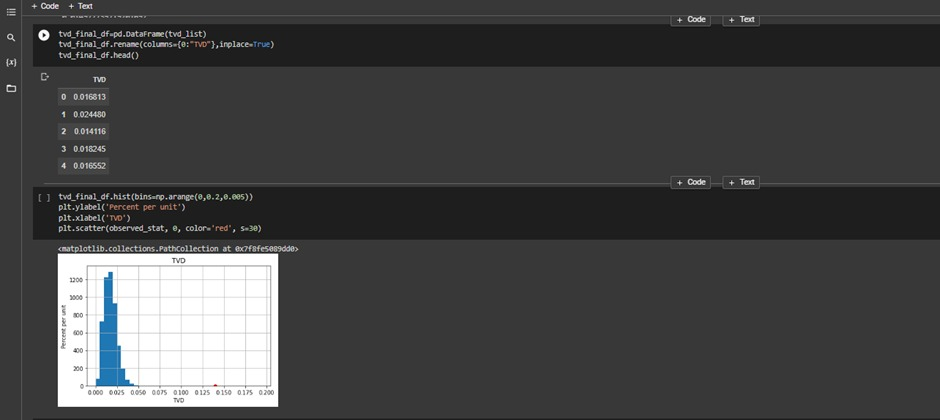 + Code + Text
+ Code + Text
tvd_final_df=pd.DataFrame(tvd_list)
tvd_final_df.rename(columns={0:"TVD"},inplace=True)
tvd_final_df.head()
TVD
0 0.016813
1 0.024480
2 0.014116
3 0.018245
4 0.016552
+ Code + Text
[ ] tvd_final_df.hist(bins=np.arange(0,0.2,0.005))
plt.ylabel('Percent per unit')
plt.xlabel('TVD')
plt.scatter(observed_stat, 0, color='red', s=30)
<matplotlib.collections.PathCollection at 0x7f8fe5089dd0>
TVD
1200
1000
800
600
400
200
0
Percent per unit
0.000 0.025 0.050 0.075 0.100 0.125 0.150 0.175 0.200
TVD
{x}